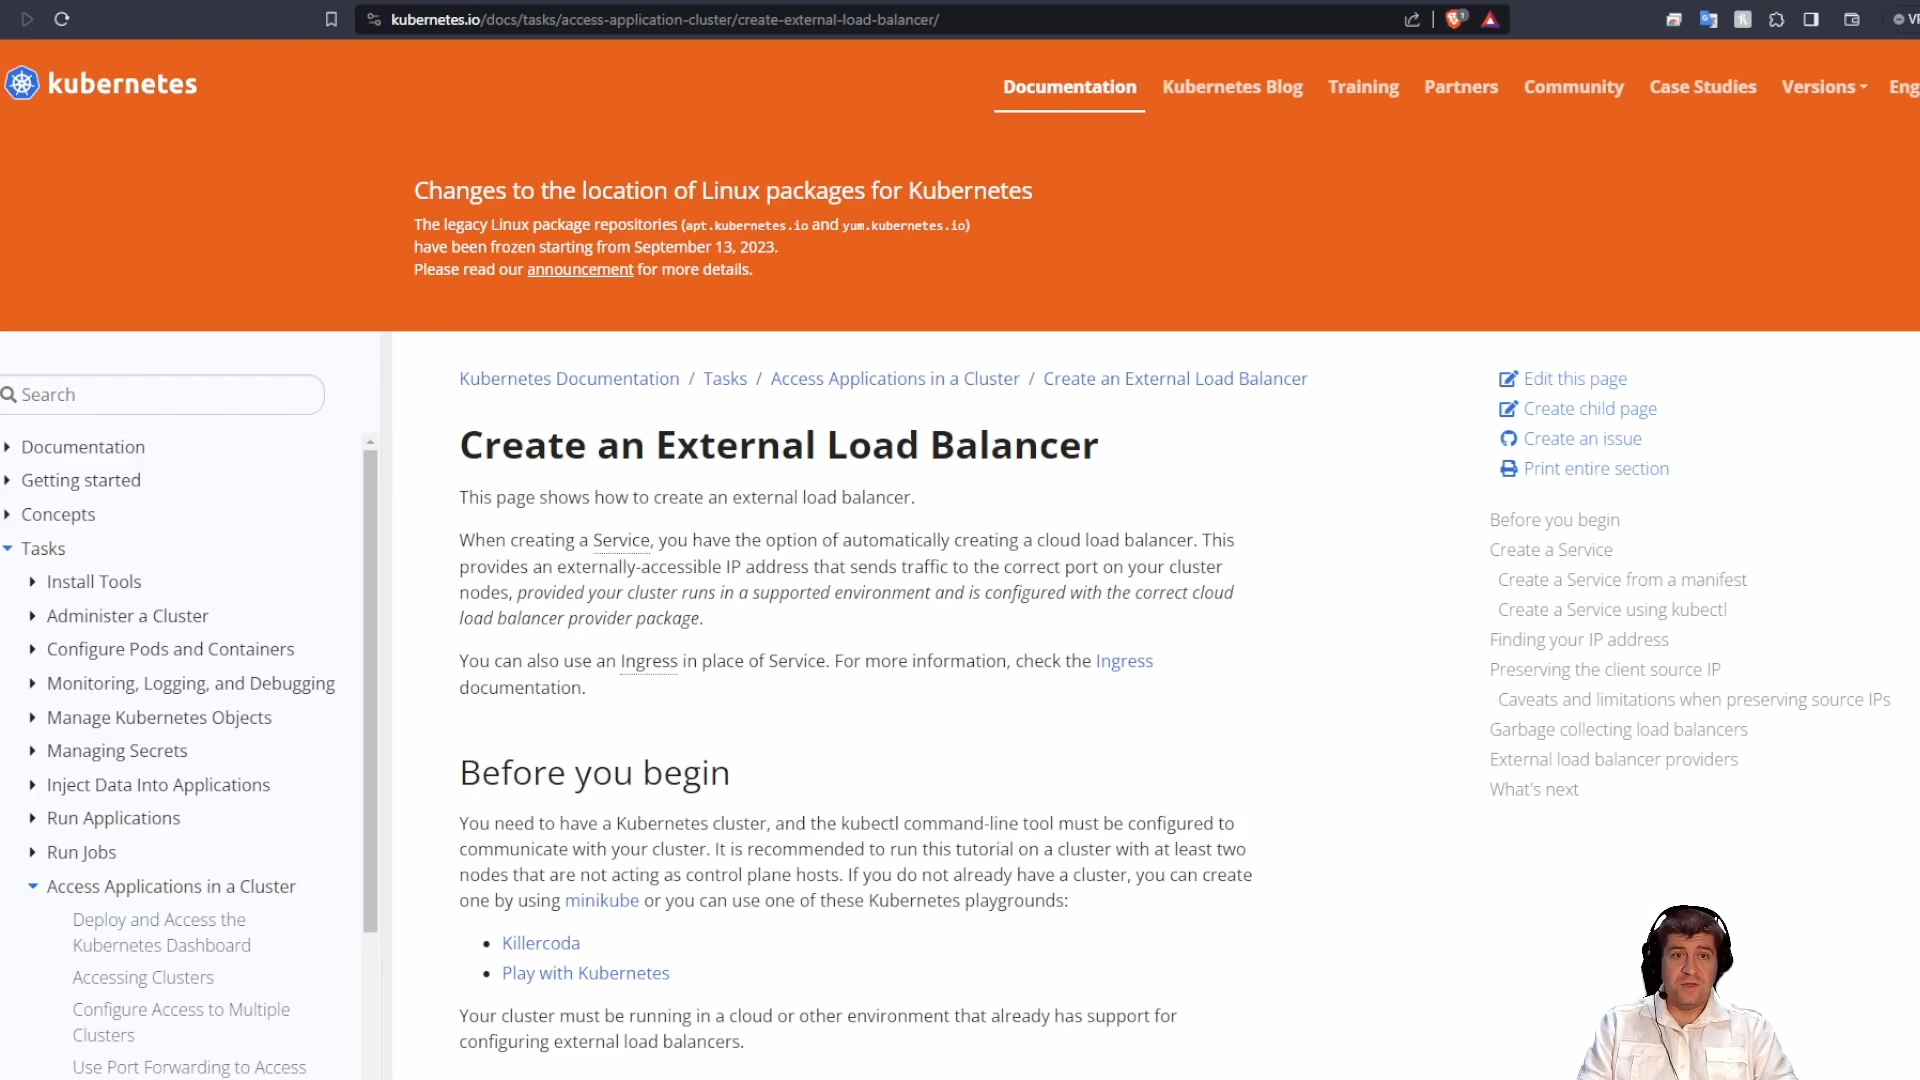 kubernetes.io/docs/tasks/access-application-cluster/create-external-load-balancer/
1
VP
kubernetes
Documentation
Kubernetes Blog
Training
Partners
Community
Case Studies
Versions
Eng
Changes to the location of Linux packages for Kubernetes
The legacy Linux package repositories (apt.kubernetes.io and yum.kubernetes.io)
have been frozen starting from September 13, 2023.
Please read our announcement for more details.
Search
Documentation
Getting started
Concepts
Tasks
Install Tools
Administer a Cluster
Configure Pods and Containers
Monitoring, Logging, and Debugging
Manage Kubernetes Objects
Managing Secrets
Inject Data Into Applications
Run Applications
Run Jobs
Access Applications in a Cluster
Deploy and Access the
Kubernetes Dashboard
Accessing Clusters
Configure Access to Multiple
Clusters
Use Port Forwarding to Access
Kubernetes Documentation / Tasks / Access Applications in a Cluster / Create an External Load Balancer
Create an External Load Balancer
This page shows how to create an external load balancer.
When creating a Service, you have the option of automatically creating a cloud load balancer. This
provides an externally-accessible IP address that sends traffic to the correct port on your cluster
nodes, provided your cluster runs in a supported environment and is configured with the correct cloud
load balancer provider package.
You can also use an Ingress in place of Service. For more information, check the Ingress
documentation.
Before you begin
You need to have a Kubernetes cluster, and the kubectl command-line tool must be configured to
communicate with your cluster. It is recommended to run this tutorial on a cluster with at least two
nodes that are not acting as control plane hosts. If you do not already have a cluster, you can create
one by using minikube or you can use one of these Kubernetes playgrounds:
Killercoda
Play with Kubernetes
Your cluster must be running in a cloud or other environment that already has support for
configuring external load balancers.
Edit this page
Create child page
Create an issue
Print entire section
Before you begin
Create a Service
Create a Service from a manifest
Create a Service using kubectl
Finding your IP address
Preserving the client source IP
Caveats and limitations when preserving source IPs
Garbage collecting load balancers
External load balancer providers
What's next